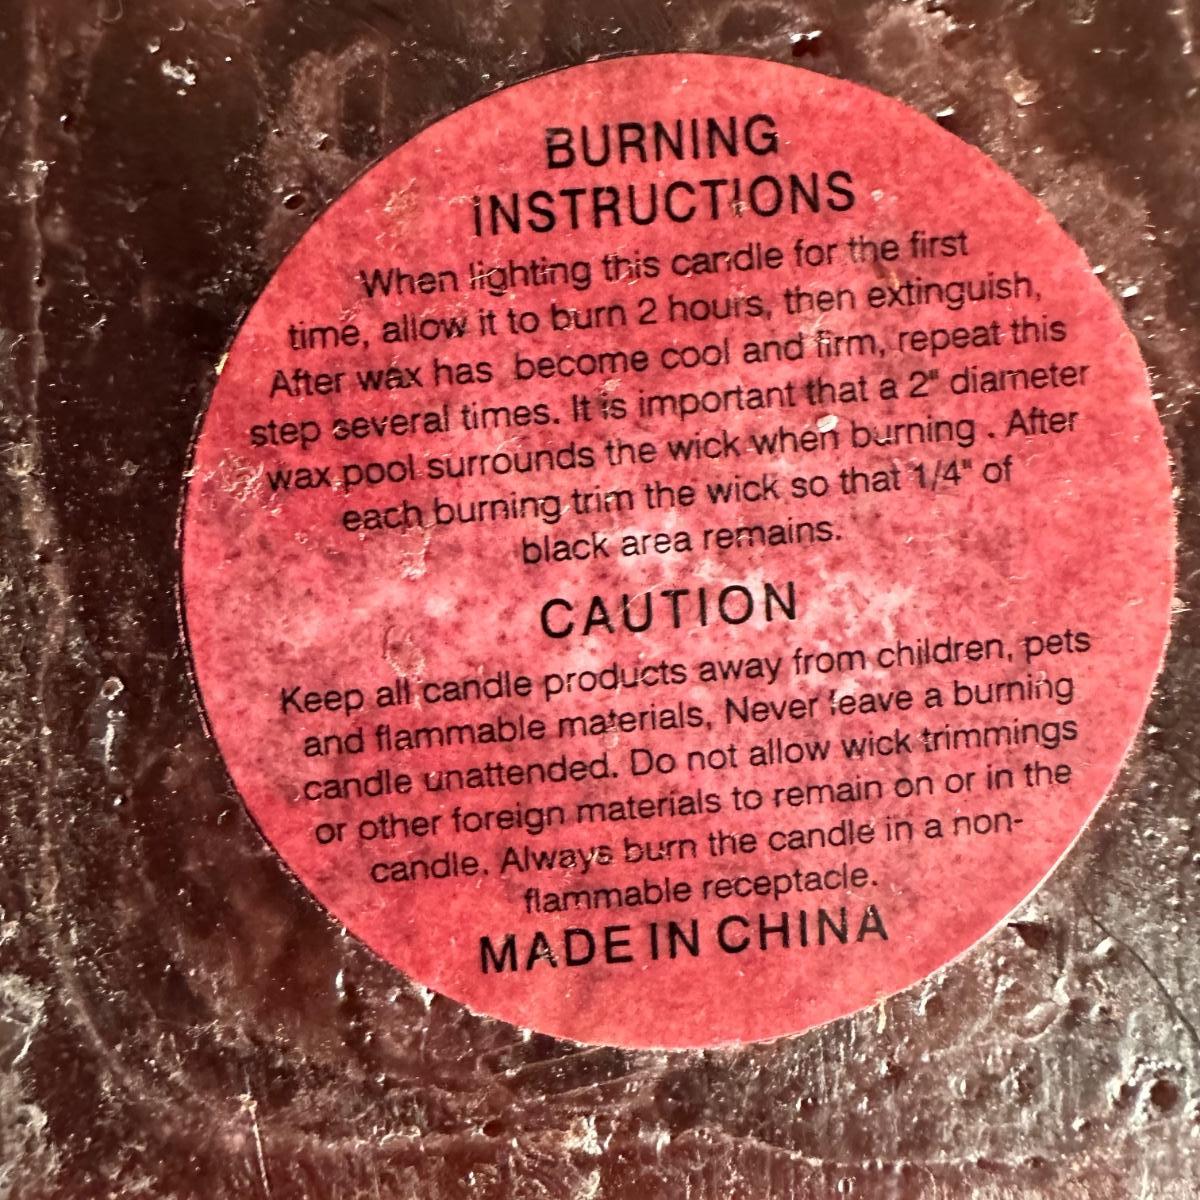 BURNING
INSTRUCTIONS
When lighting this candle for the first
time, allow it to burn 2 hours, then extinguish,
After wax has become cool and firm, repeat this
step several times. It is important that a 2" diameter
wax pool surrounds the wick when burning . After
each burning trim the wick so that 1/4" of
black area remains.
CAUTION
Keep all candle products away from children, pets
and flammable materials, Never leave a burning
candle unattended. Do not allow wick trimmings
or other foreign materials to remain on or in the
candle. Always burn the candle in a non-
flammable receptacle.
MADE IN CHINA